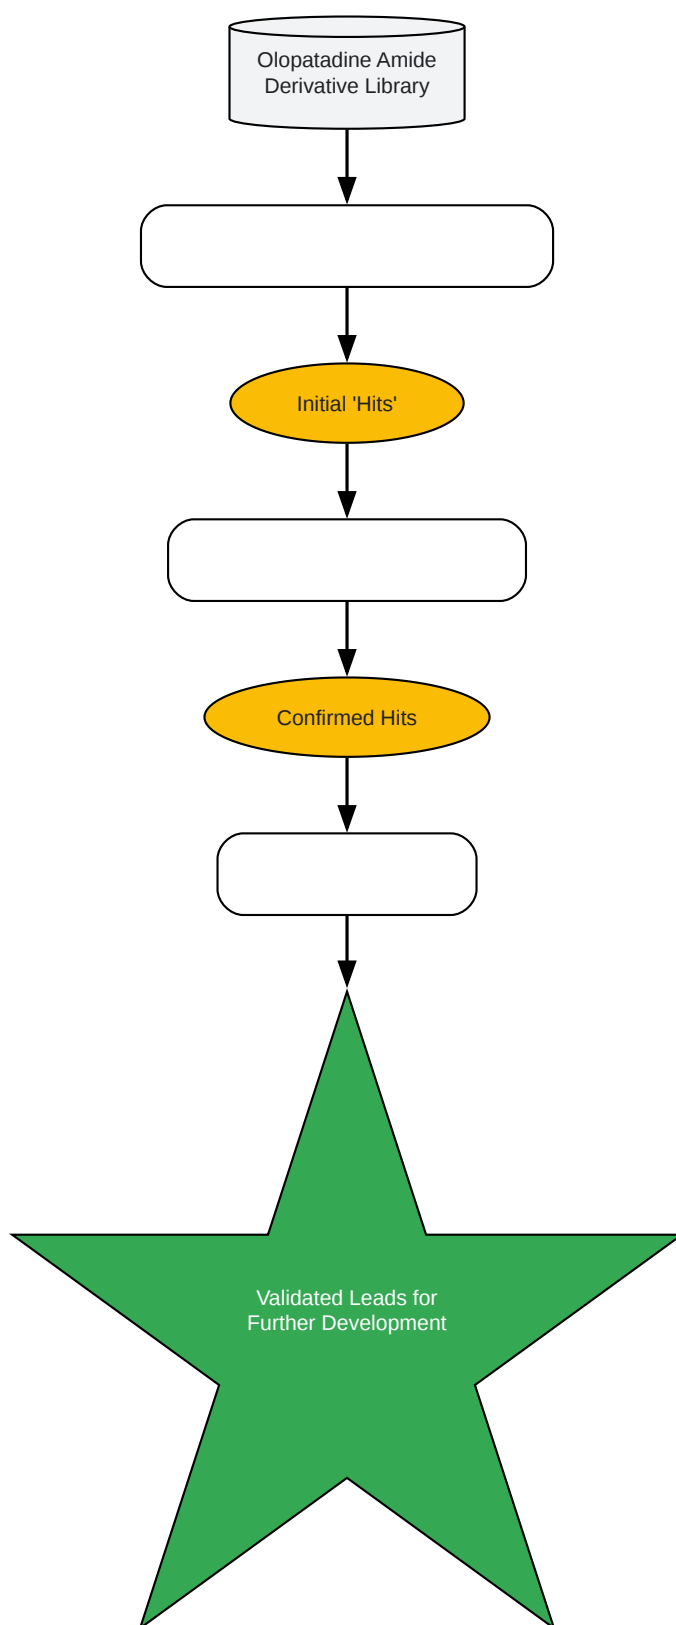 Olopatadine Amide
Derivative Library
Initial 'Hits'
Confirmed Hits
Validated Leads for
Further Development